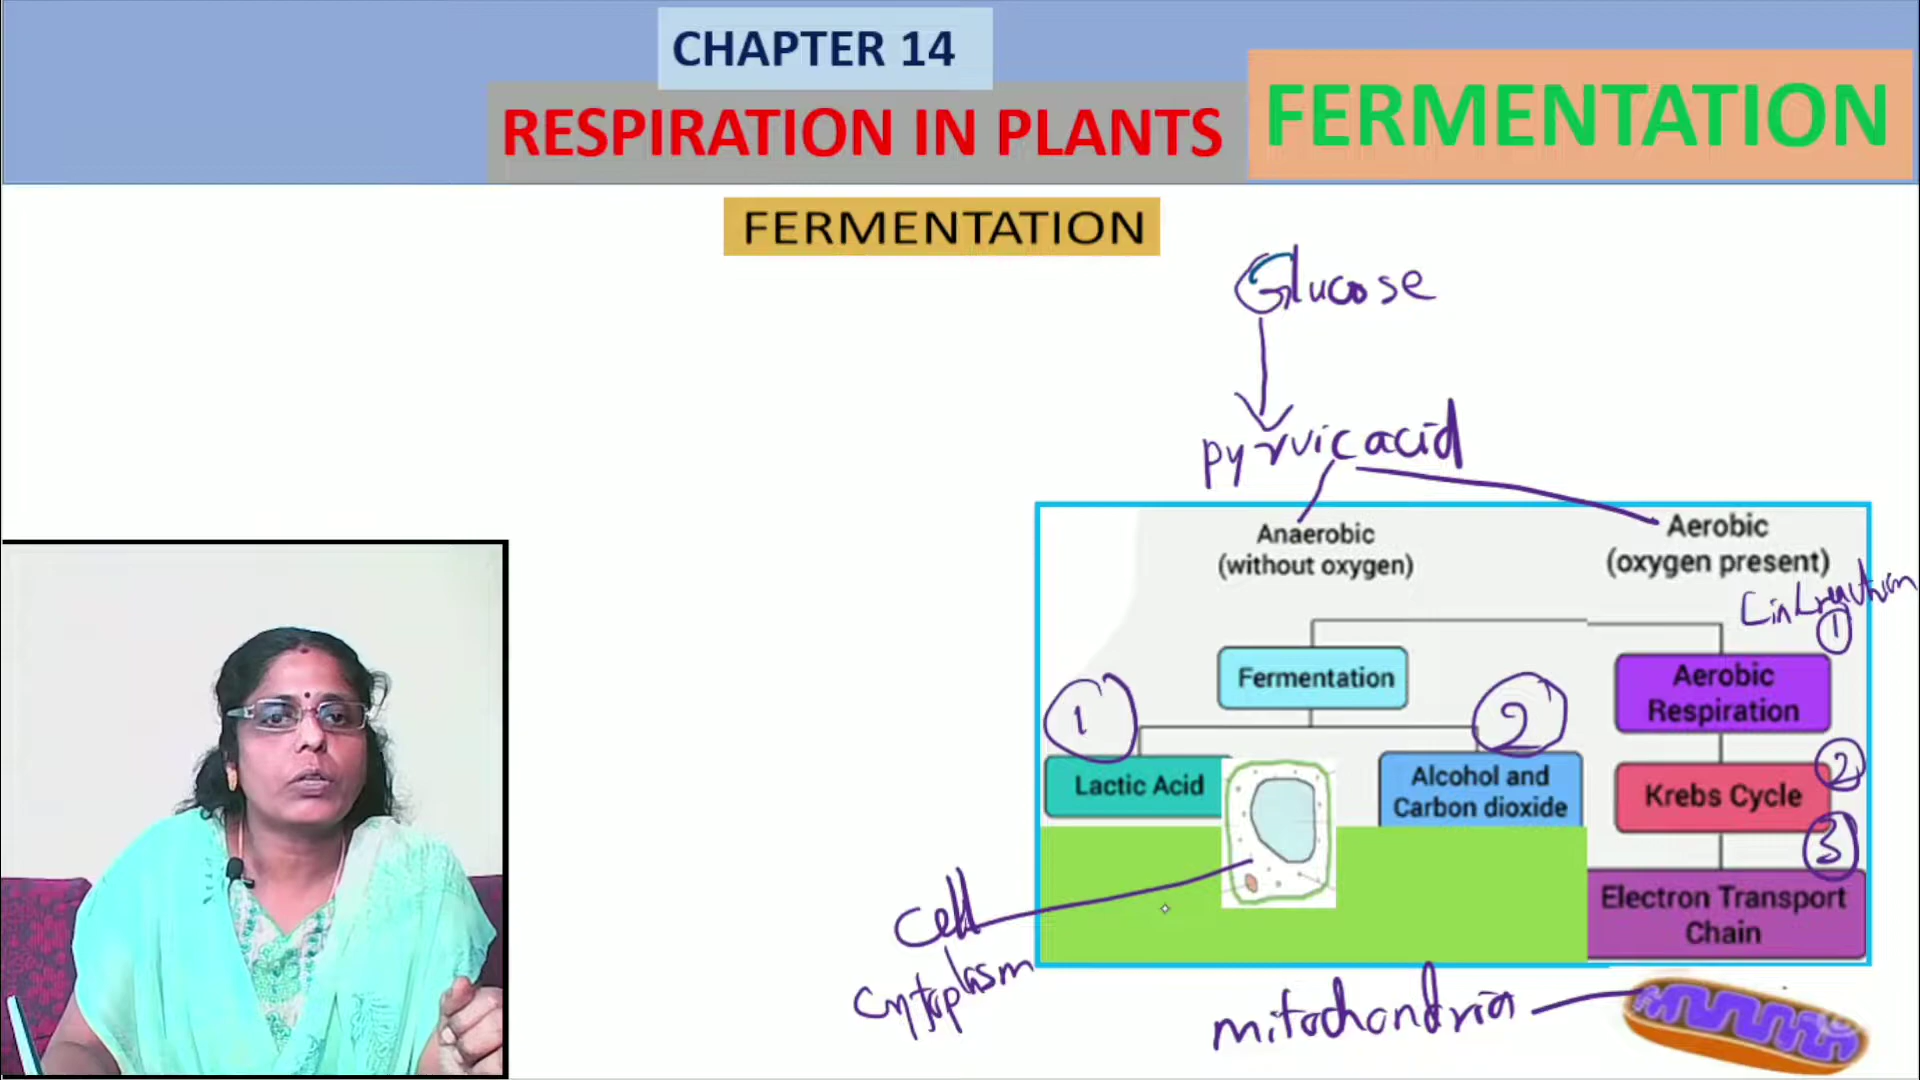 CHAPTER 14
RESPIRATION IN PLANTS
FERMENTATION
FERMENTATION
Glucose
pyruvic acid
Anaerobic
(without oxygen)
Aerobic
(oxygen present)
Link reaction
1
Fermentation
Aerobic
Respiration
1
2
Lactic Acid
Alcohol and
Carbon dioxide
Krebs Cycle
2
3
Electron Transport
Chain
Cell
Cytoplasm
mitochondria